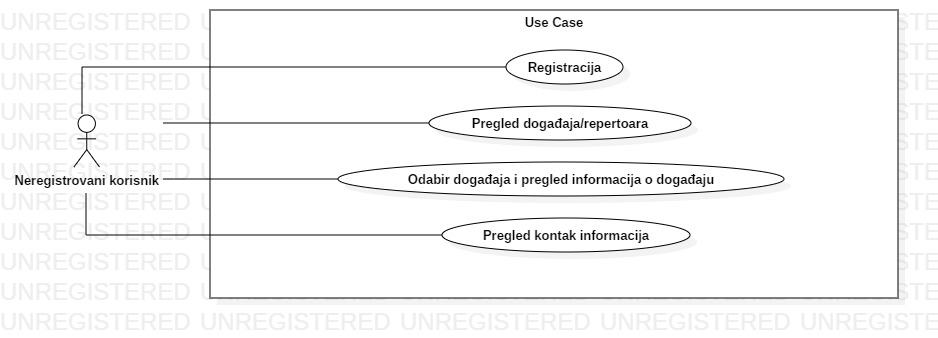 Use Case
Registracija
Pregled događaja/repertoara
Neregistrovani korisnik
Odabir događaja i pregled informacija o događaju
Pregled kontak informacija
UNREGISTERED UNREGISTERED UNREGISTERED UNREGISTERED UNREGISTE